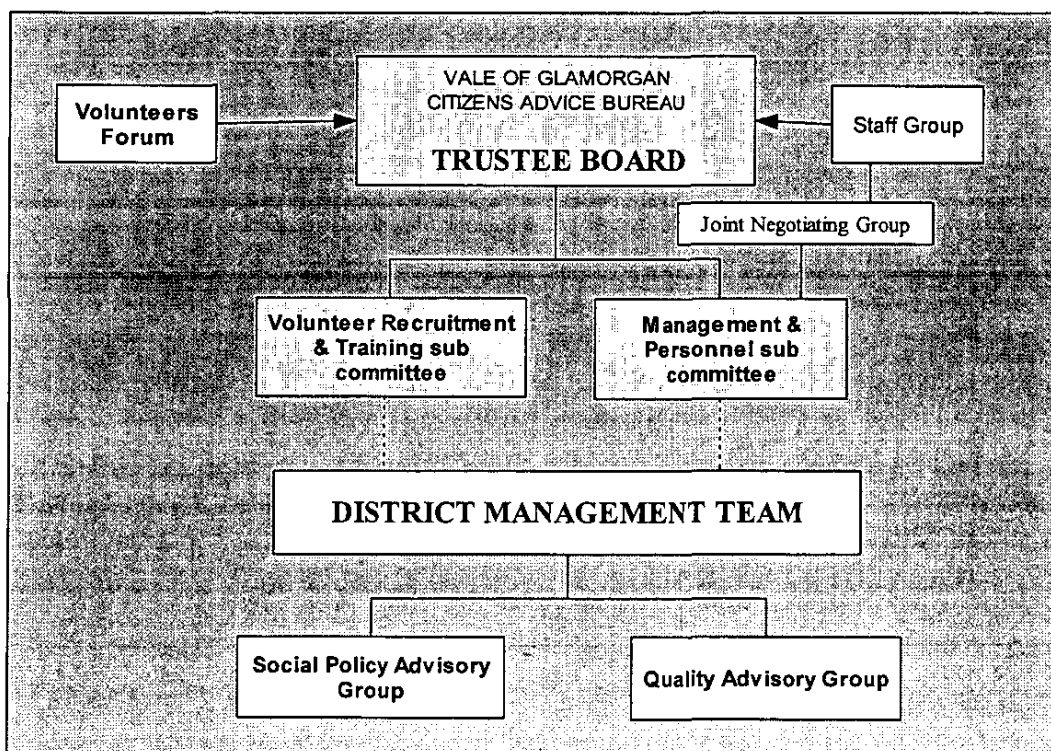 VALE OF GLAMORGAN
CITIZENS ADVICE BUREAU
TRUSTEE BOARD
Volunteers
Forum
Staff Group
Joint Negotiating Group
Volunteer Recruitment
& Training sub
committee
Management &
Personnel sub
committee
DISTRICT MANAGEMENT TEAM
Social Policy Advisory
Group
Quality Advisory Group